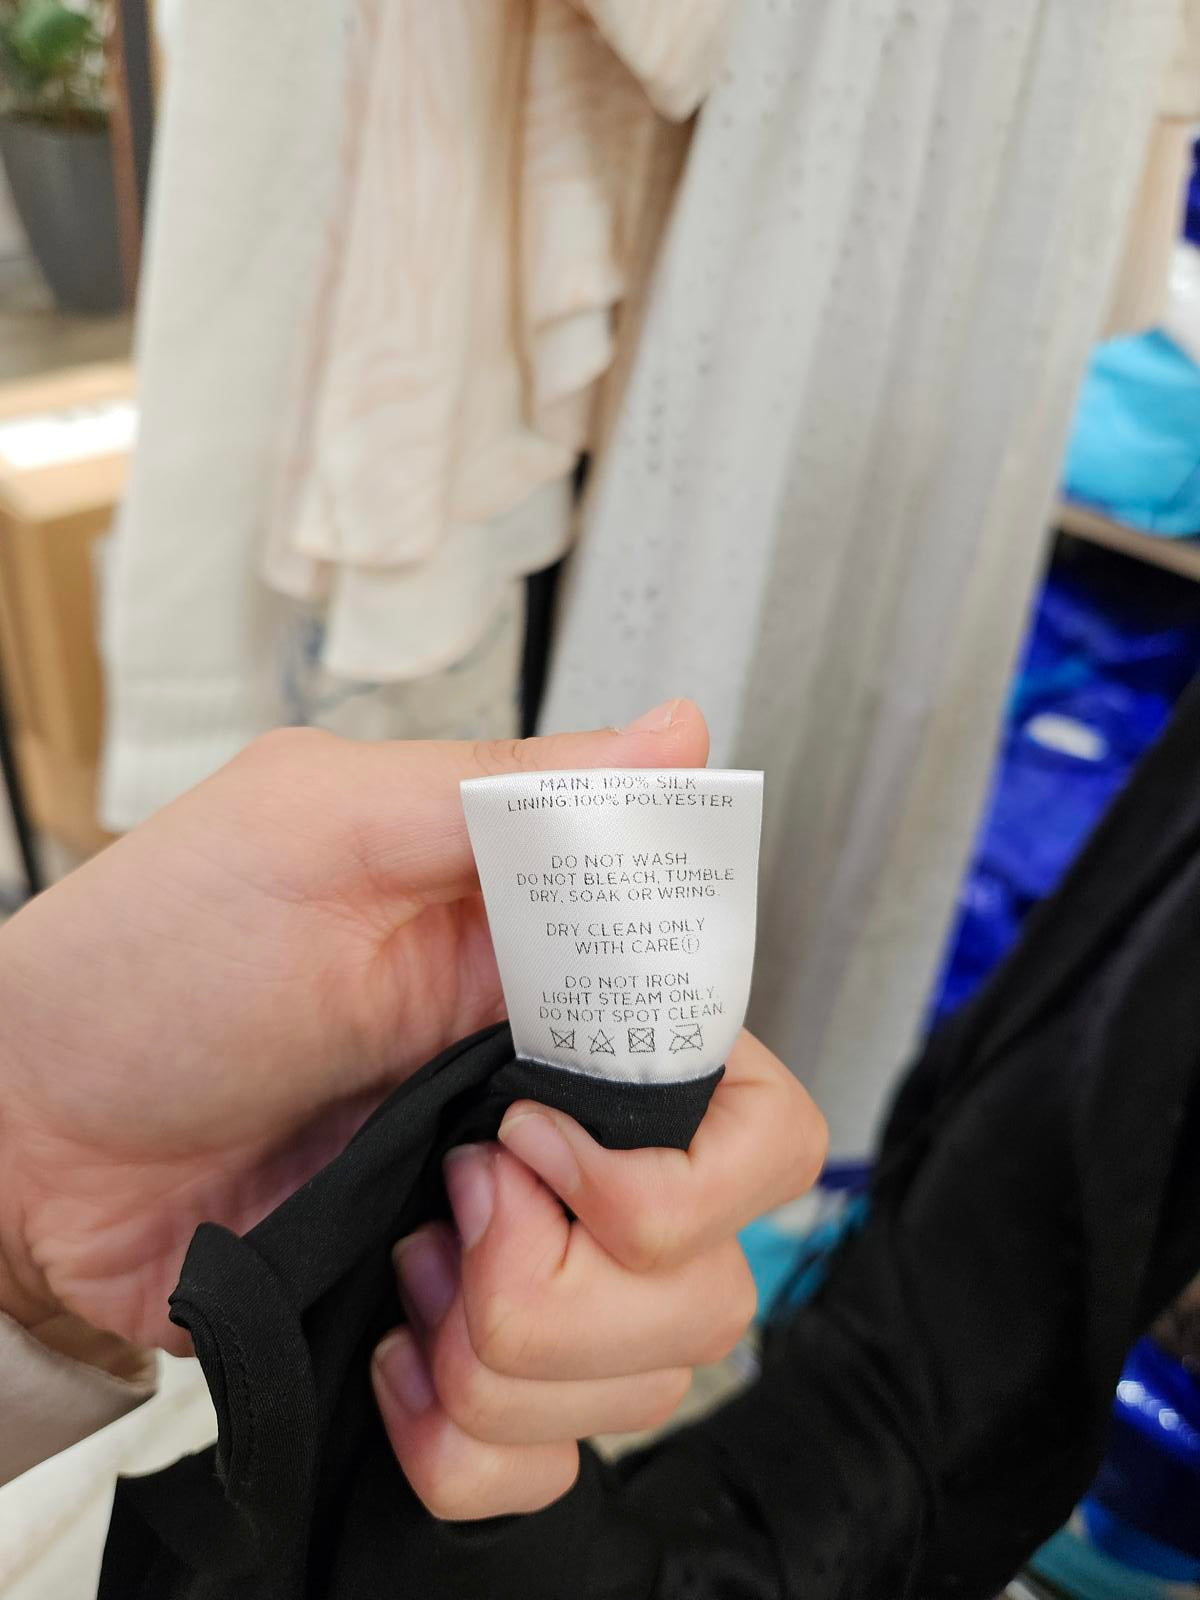 MAIN: 100% SILK
LINING:100% POLYESTER
DO NOT WASH.
DO NOT BLEACH, TUMBLE
DRY, SOAK OR WRING.
DRY CLEAN ONLY
WITH CAREⒻ
DO NOT IRON
LIGHT STEAM ONLY.
DO NOT SPOT CLEAN.